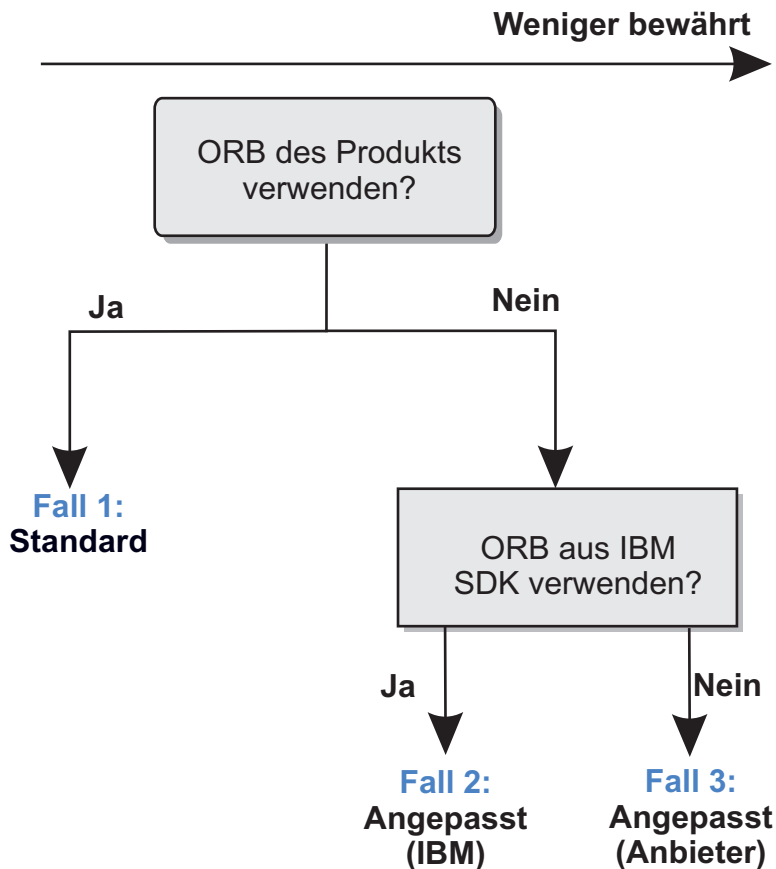 Weniger bewährt
ORB des Produkts
verwenden?
Ja
Nein
Fall 1:
Standard
ORB aus IBM
SDK verwenden?
Ja
Nein
Fall 2:
Angepasst
(IBM)
Fall 3:
Angepasst
(Anbieter)